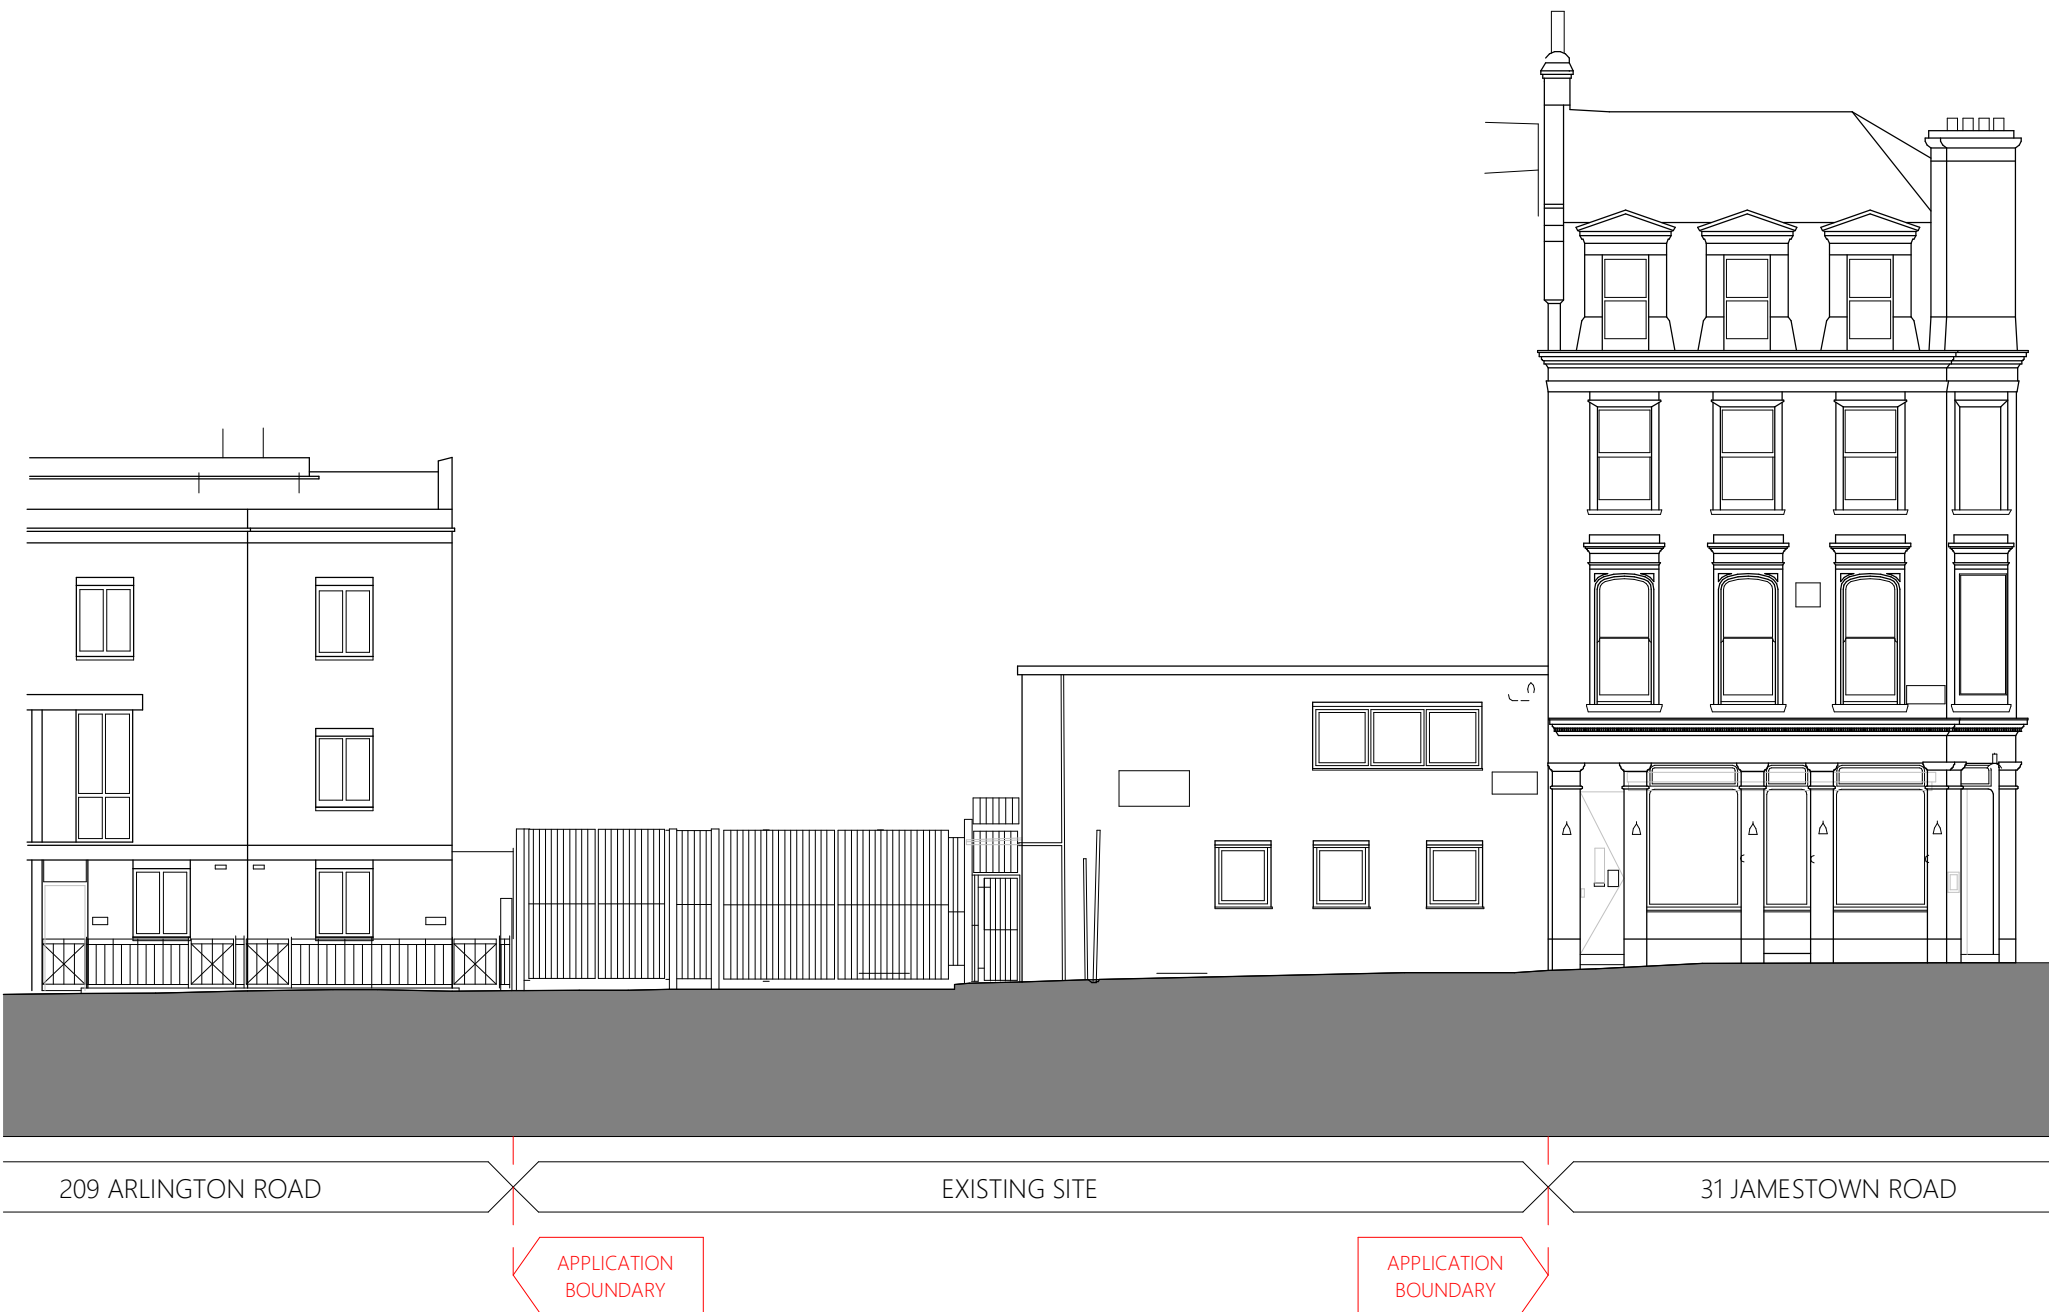 209 ARLINGTON ROAD
EXISTING SITE
31 JAMESTOWN ROAD
APPLICATION
BOUNDARY
APPLICATION
BOUNDARY